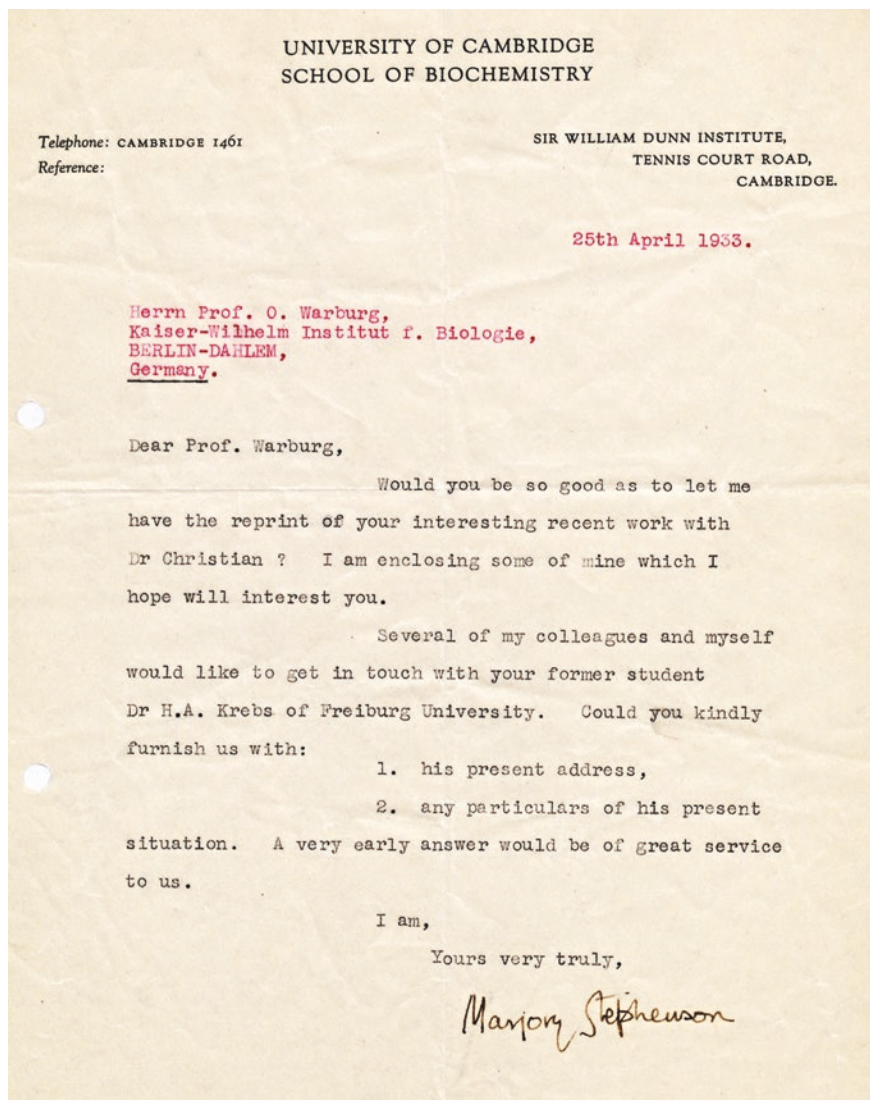 UNIVERSITY OF CAMBRIDGE
SCHOOL OF BIOCHEMISTRY
Telephone: CAMBRIDGE 1461
Reference:
SIR WILLIAM DUNN INSTITUTE,
TENNIS COURT ROAD,
CAMBRIDGE.
25th April 1933.
Herrn Prof. O. Warburg,
Kaiser-Wilhelm Institut f. Biologie,
BERLIN-DAHLEM,
Germany.
Dear Prof. Warburg,
Would you be so good as to let me
have the reprint of your interesting recent work with
Dr Christian ? I am enclosing some of mine which I
hope will interest you.
Several of my colleagues and myself
would like to get in touch with your former student
Dr H.A. Krebs of Freiburg University. Could you kindly
furnish us with:
1. his present address,
2. any particulars of his present
situation. A very early answer would be of great service
to us.
I am,
Yours very truly,
Marjory Stephenson